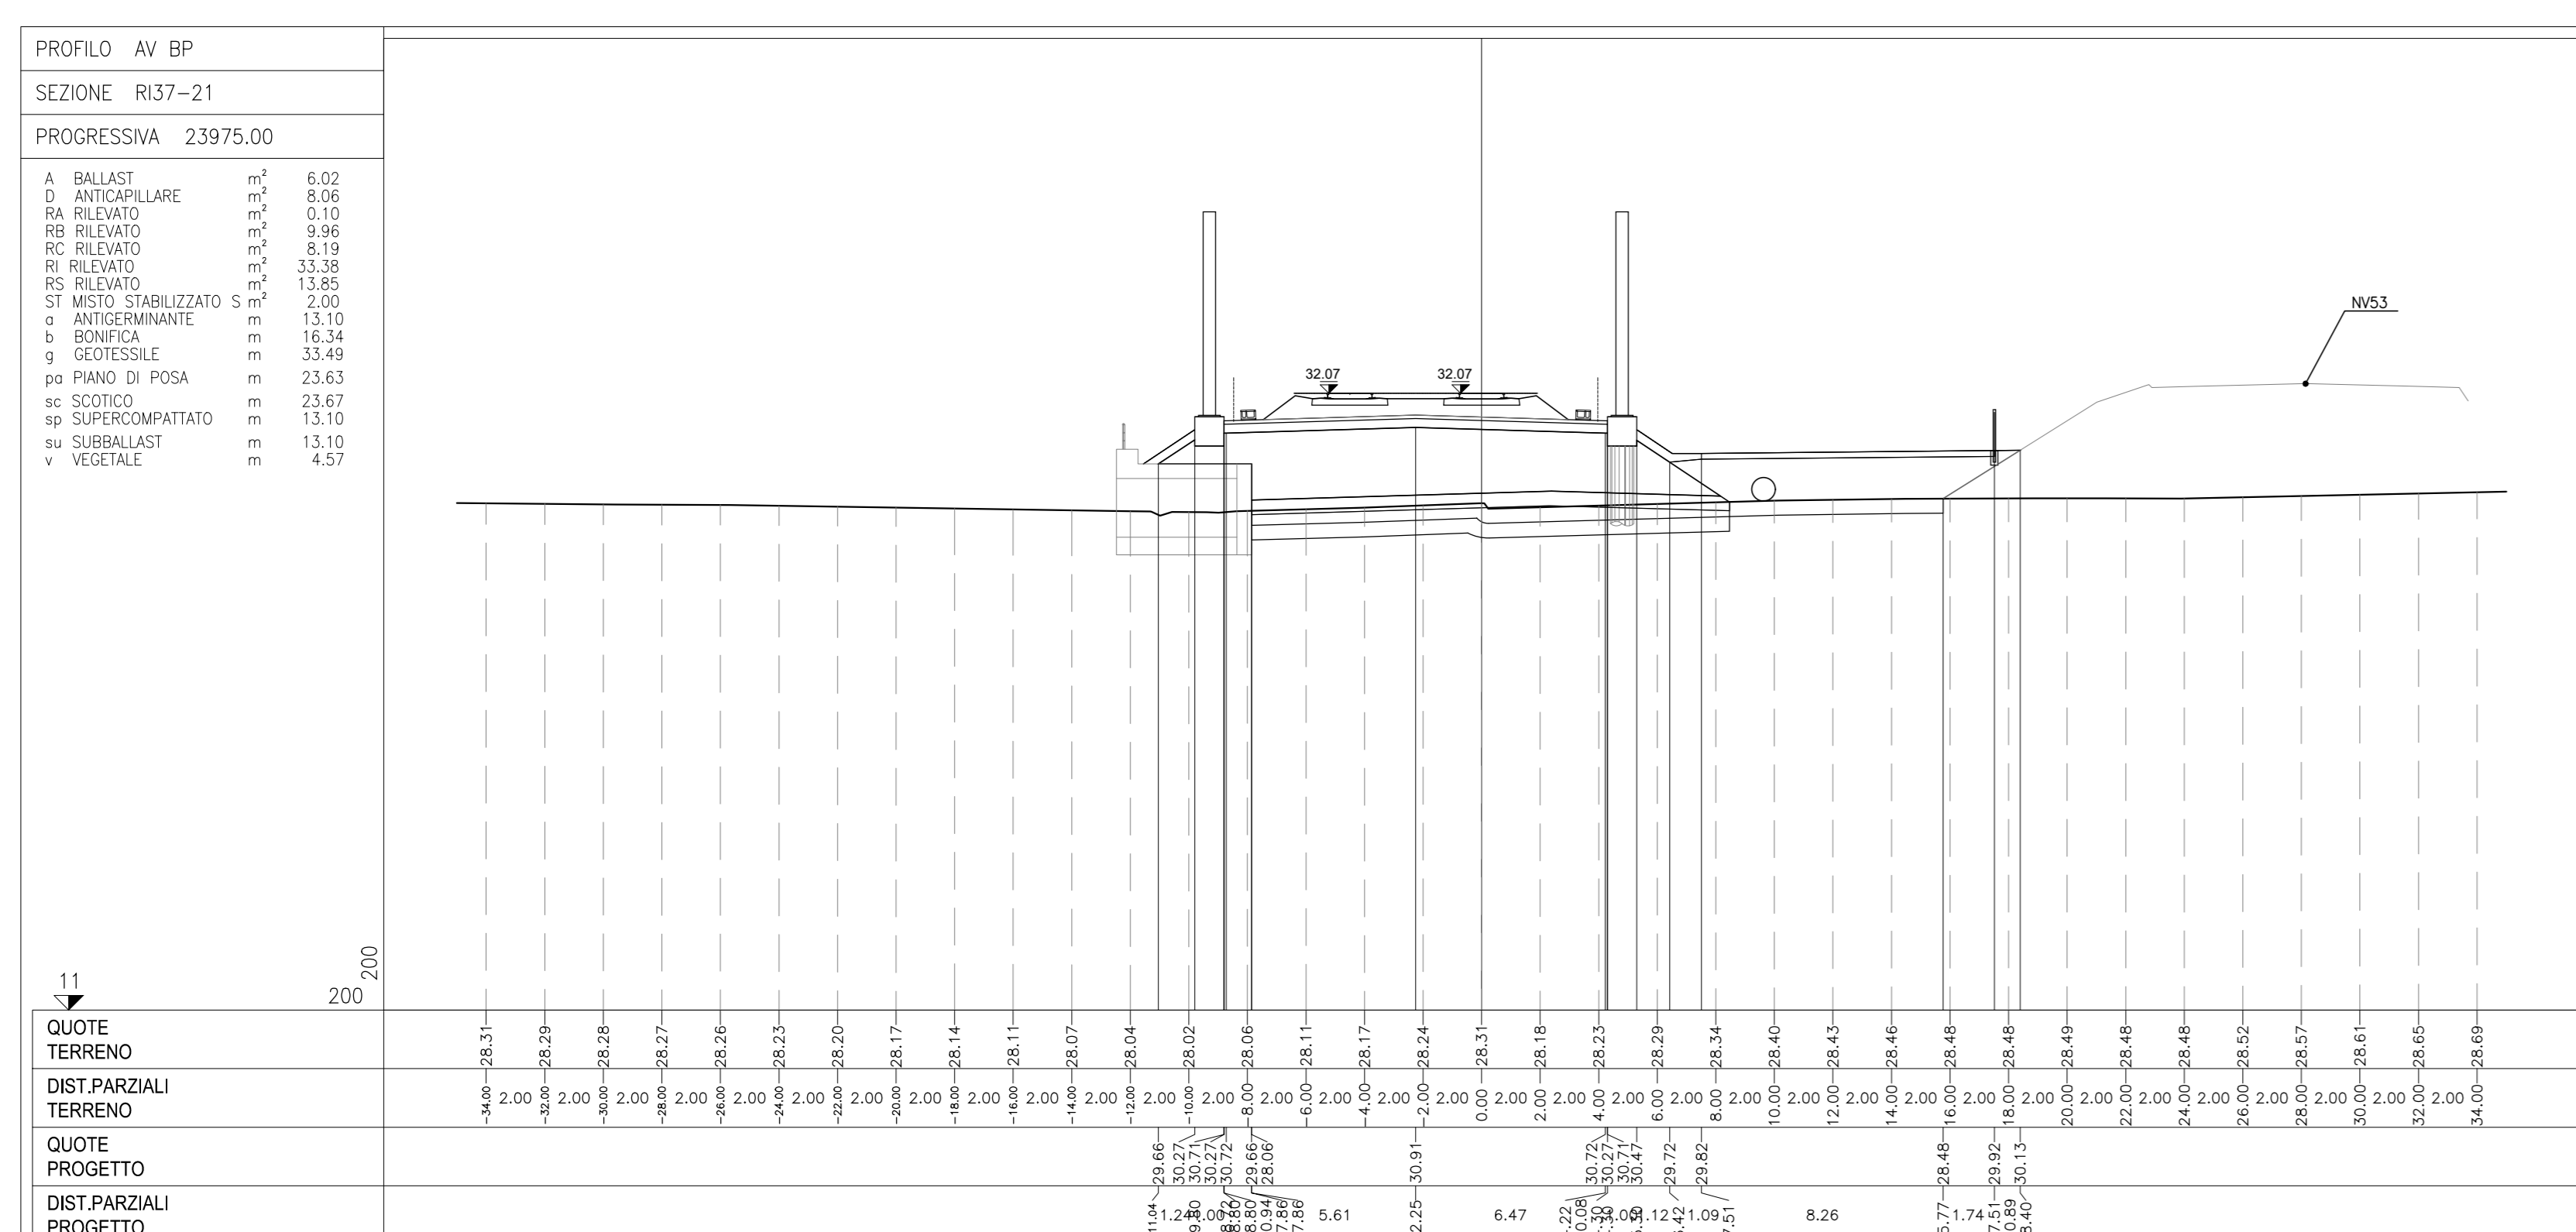 PROFILO AV BP
SEZIONE RI37-21
PROGRESSIVA 23975.00
A BALLAST m² 6.02
D ANTICAPILLARE m² 8.06
RA RILEVATO m² 0.10
RB RILEVATO m² 9.96
RC RILEVATO m² 8.19
RI RILEVATO m² 33.38
RS RILEVATO m² 13.85
ST MISTO STABILIZZATO S m² 2.00
a ANTIGERMINANTE m 13.10
b BONIFICA m 16.34
g GEOTESSILE m 33.49
pa PIANO DI POSA m 23.63
sc SCOTICO m 23.67
sp SUPERCOMPATTATO m 13.10
su SUBBALLAST m 13.10
v VEGETALE m 4.57
NV53
32.07 32.07
11
200
200
QUOTE
TERRENO
28.31 28.29 28.28 28.27 28.26 28.23 28.20 28.17 28.14 28.11 28.07 28.04 28.02 28.06 28.11 28.17 28.24 28.31 28.18 28.23 28.29 28.34 28.40 28.43 28.46 28.48 28.48 28.49 28.48 28.48 28.52 28.57 28.61 28.65 28.69
DIST.PARZIALI
TERRENO
-34.00 2.00 -32.00 2.00 -30.00 2.00 -28.00 2.00 -26.00 2.00 -24.00 2.00 -22.00 2.00 -20.00 2.00 -18.00 2.00 -16.00 2.00 -14.00 2.00 -12.00 2.00 -10.00 2.00 -8.00 2.00 -6.00 2.00 -4.00 2.00 -2.00 2.00 0.00 2.00 2.00 2.00 4.00 2.00 6.00 2.00 8.00 2.00 10.00 2.00 12.00 2.00 14.00 2.00 16.00 2.00 18.00 2.00 20.00 2.00 22.00 2.00 24.00 2.00 26.00 2.00 28.00 2.00 30.00 2.00 32.00 2.00 34.00
QUOTE
PROGETTO
29.66 30.27 30.71 30.27 30.72 29.66 28.06 30.91 30.72 30.27 30.71 30.47 29.72 29.82 28.48 29.92 30.13
DIST.PARZIALI
PROGETTO
11.04 1.24 5.61 6.47 1.09 8.26 1.74